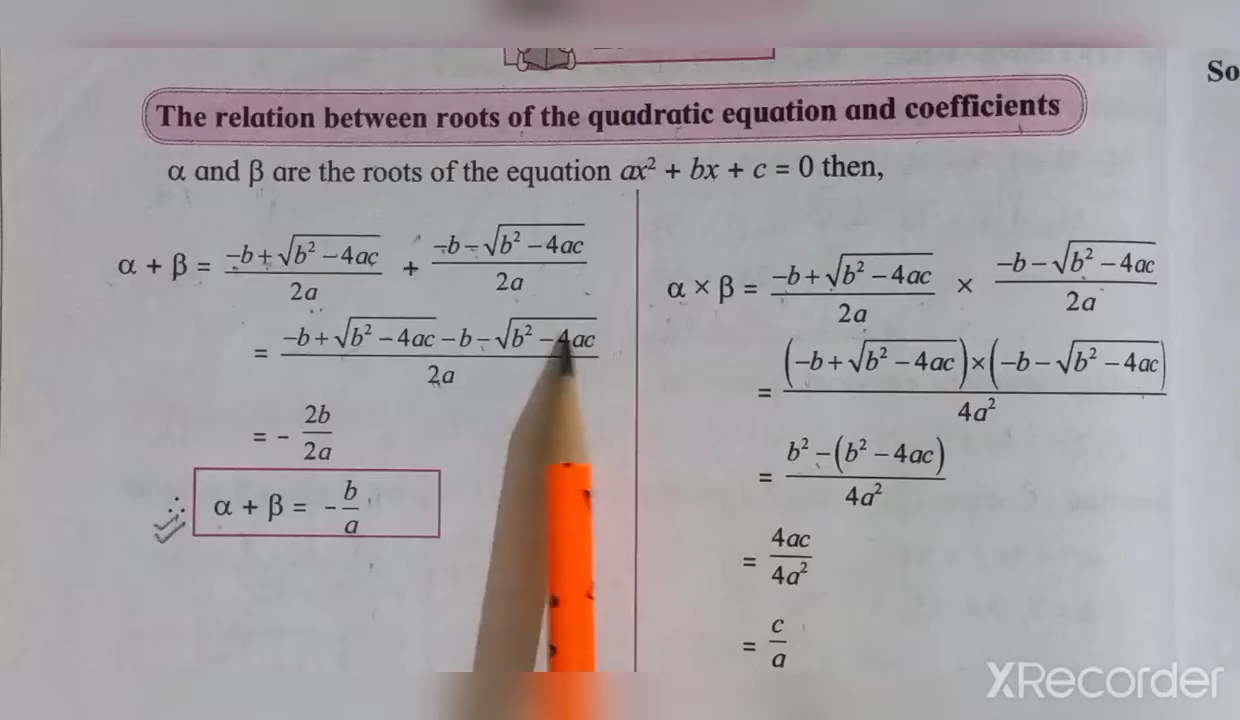 The relation between roots of the quadratic equation and coefficients
So
α and β are the roots of the equation ax² + bx + c = 0 then,
α + β = (-b + √(b² - 4ac))/2a + (-b - √(b² - 4ac))/2a
= (-b + √(b² - 4ac) - b - √(b² - 4ac))/2a
= - 2b/2a
∴ α + β = - b/a
α × β = (-b + √(b² - 4ac))/2a × (-b - √(b² - 4ac))/2a
= ((-b + √(b² - 4ac)) × (-b - √(b² - 4ac)))/4a²
= (b² - (b² - 4ac))/4a²
= 4ac/4a²
= c/a
XRecorder